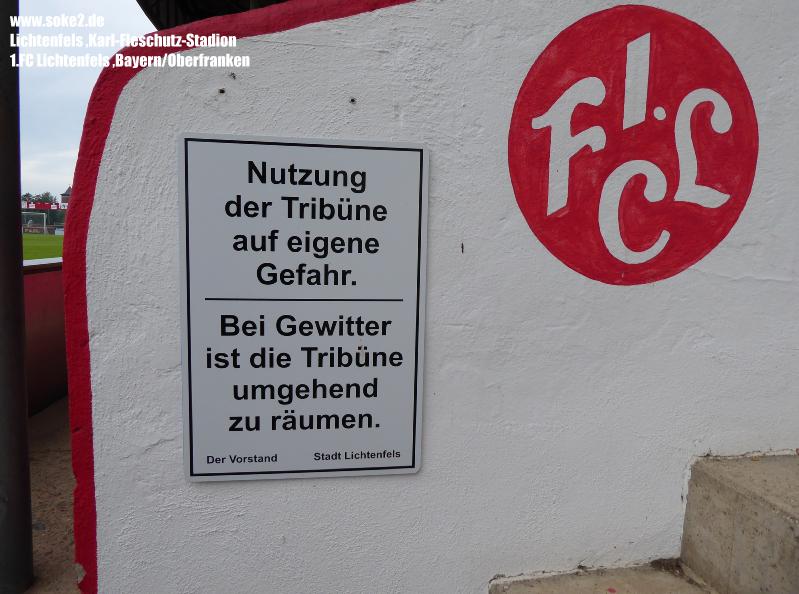 www.soke2.de
Lichtenfels ,Karl-Fleschutz-Stadion
1.FC Lichtenfels ,Bayern/Oberfranken
1.
F L
C
Nutzung
der Tribüne
auf eigene
Gefahr.
Bei Gewitter
ist die Tribüne
umgehend
zu räumen.
Der Vorstand Stadt Lichtenfels